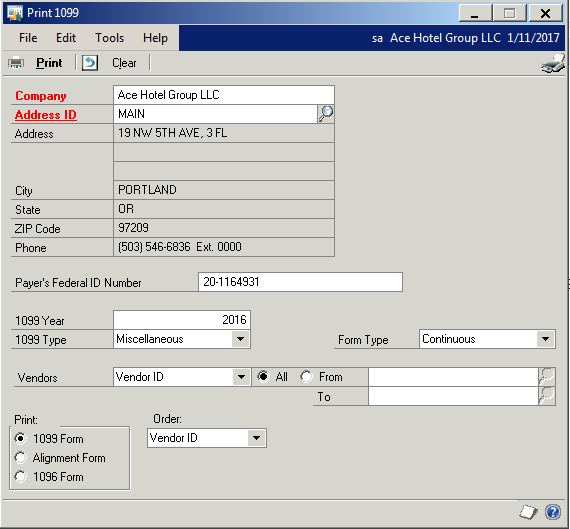 Print 1099
File Edit Tools Help sa Ace Hotel Group LLC 1/11/2017
Print Clear
Company Ace Hotel Group LLC
Address ID MAIN
Address 19 NW 5TH AVE, 3 FL
City PORTLAND
State OR
ZIP Code 97209
Phone (503) 546-6836 Ext. 0000
Payer's Federal ID Number 20-1164931
1099 Year 2016
1099 Type Miscellaneous Form Type Continuous
Vendors Vendor ID All From
To
Print: Order:
1099 Form Vendor ID
Alignment Form
1096 Form